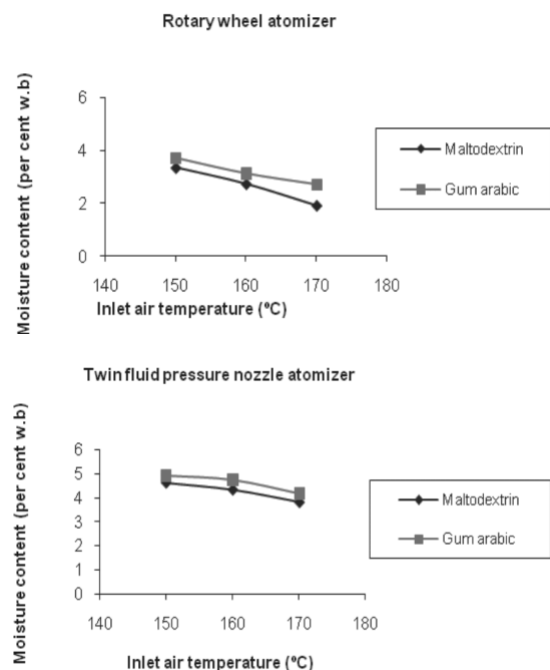 Rotary wheel atomizer
Moisture content (per cent w.b)
6
4
2
0
140 150 160 170 180
Inlet air temperature (°C)
Maltodextrin
Gum arabic
Twin fluid pressure nozzle atomizer
Moisture content (per cent w.b)
6
5
4
3
2
1
0
140 150 160 170 180
Inlet air temperature (°C)
Maltodextrin
Gum arabic